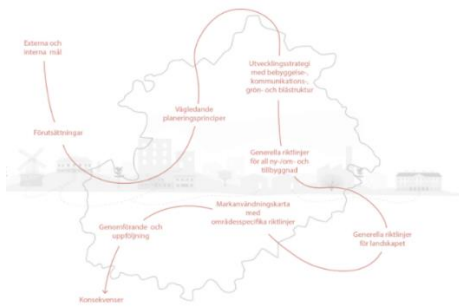 Externa och
interna mål
Förutsättningar
Vägledande
planeringsprinciper
Utvecklingsstrategi
med bebyggelse-,
kommunikations-,
grön- och blåstruktur
Generella riktlinjer
för all ny-/om- och
tillbyggnad
Generella riktlinjer
för landskapet
Markanvändningskarta
med
områdesspecifika riktlinjer
Genomförande och
uppföljning
Konsekvenser